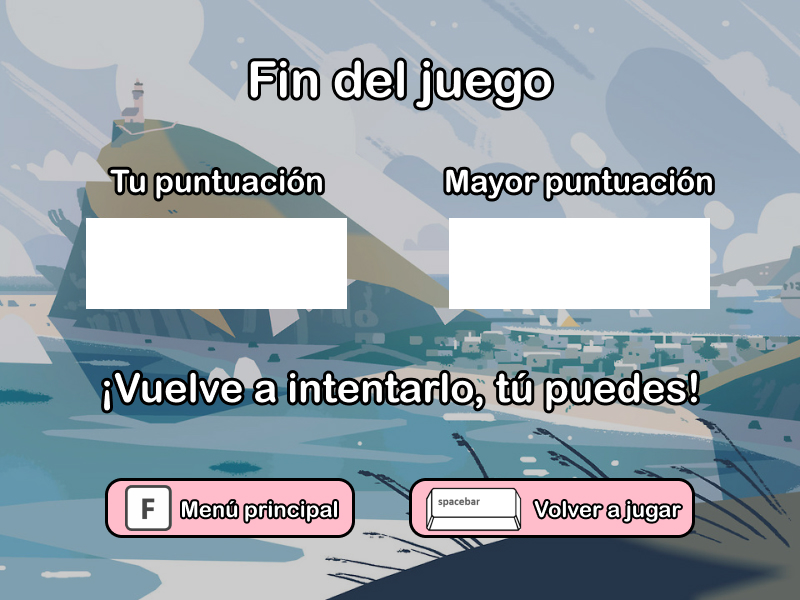 Fin del juego
Tu puntuación
Mayor puntuación
¡Vuelve a intentarlo, tú puedes!
F Menú principal
spacebar Volver a jugar